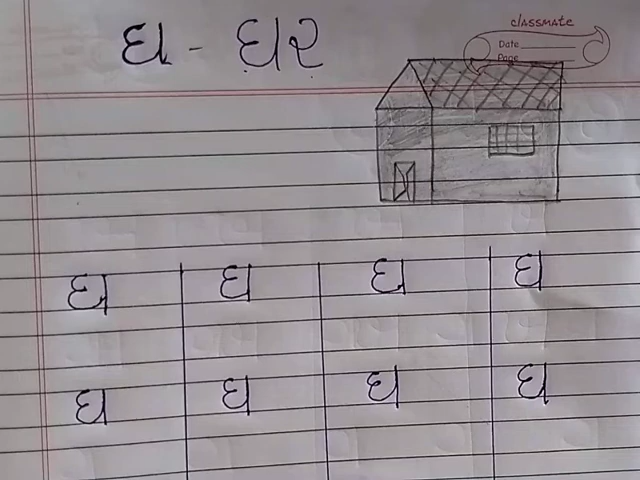 classmate
Date
Page
ઘ - ઘર
ઘ ઘ ઘ ઘ
ઘ ઘ ઘ ઘ